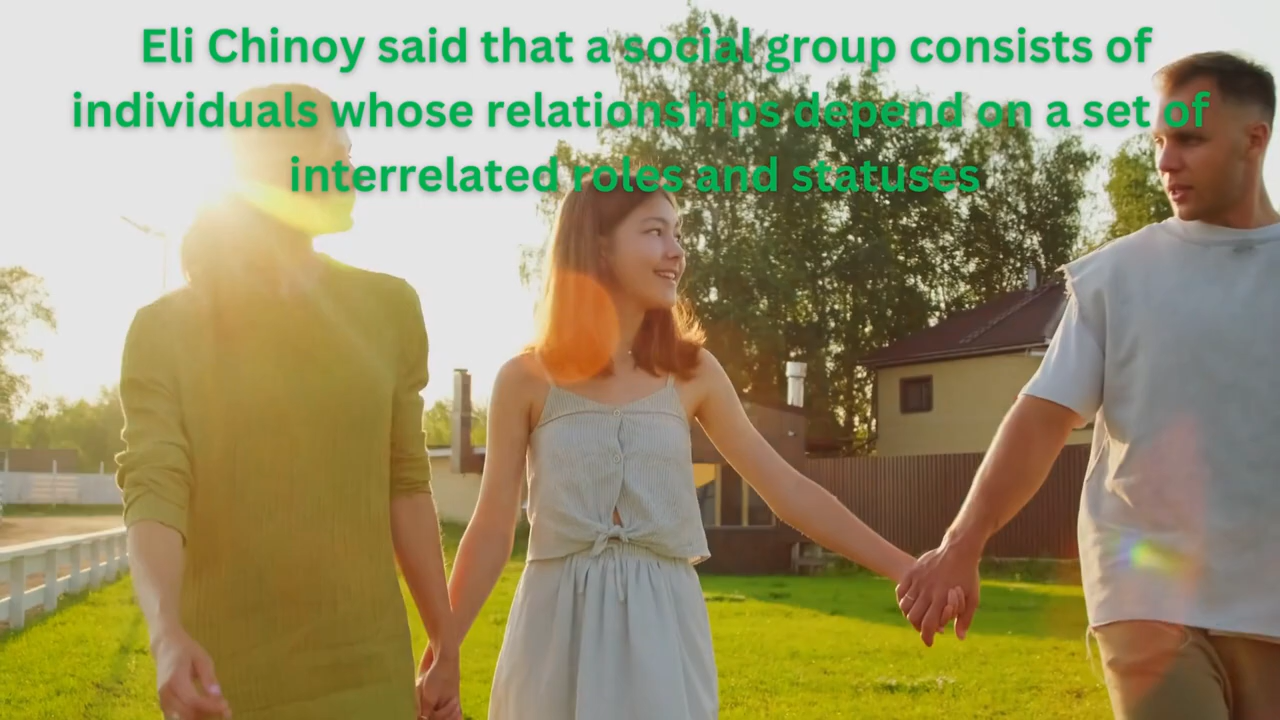 Eli Chinoy said that a social group consists of
individuals whose relationships depend on a set of
interrelated roles and statuses